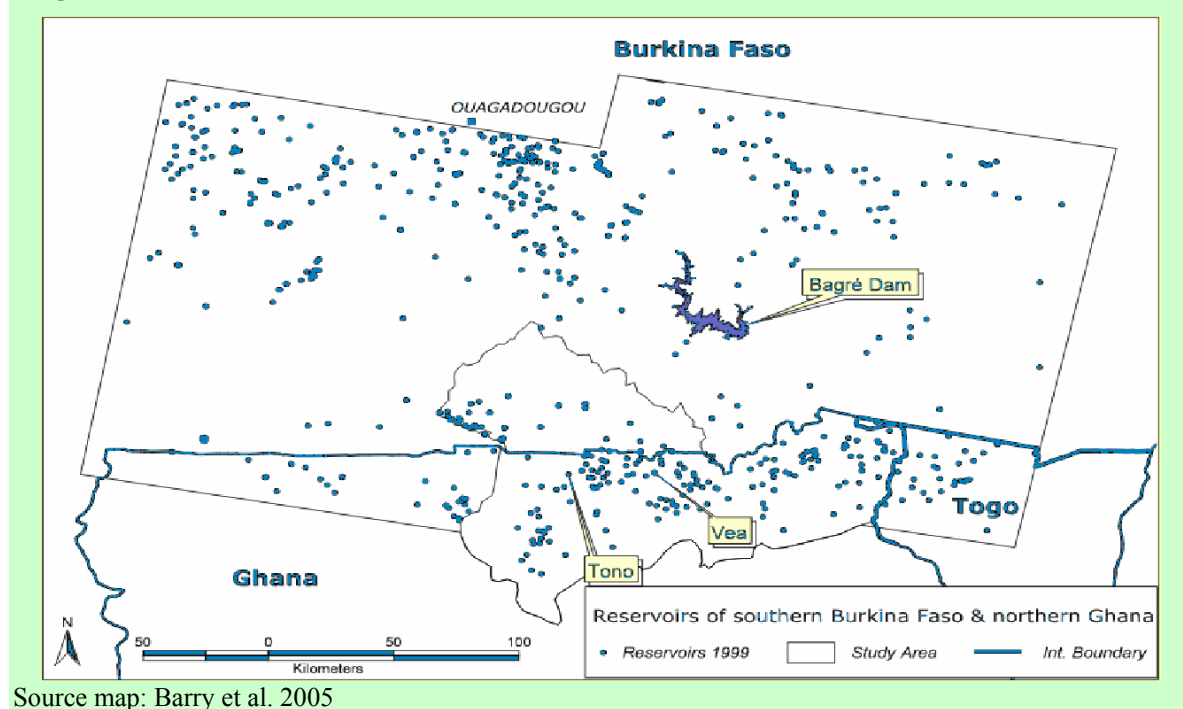 Burkina Faso
OUAGADOUGOU
Bagré Dam
Togo
Vea
Tono
Ghana
Reservoirs of southern Burkina Faso & northern Ghana
Reservoirs 1999 Study Area Int. Boundary
N
50 0 50 100
Kilometers
Source map: Barry et al. 2005